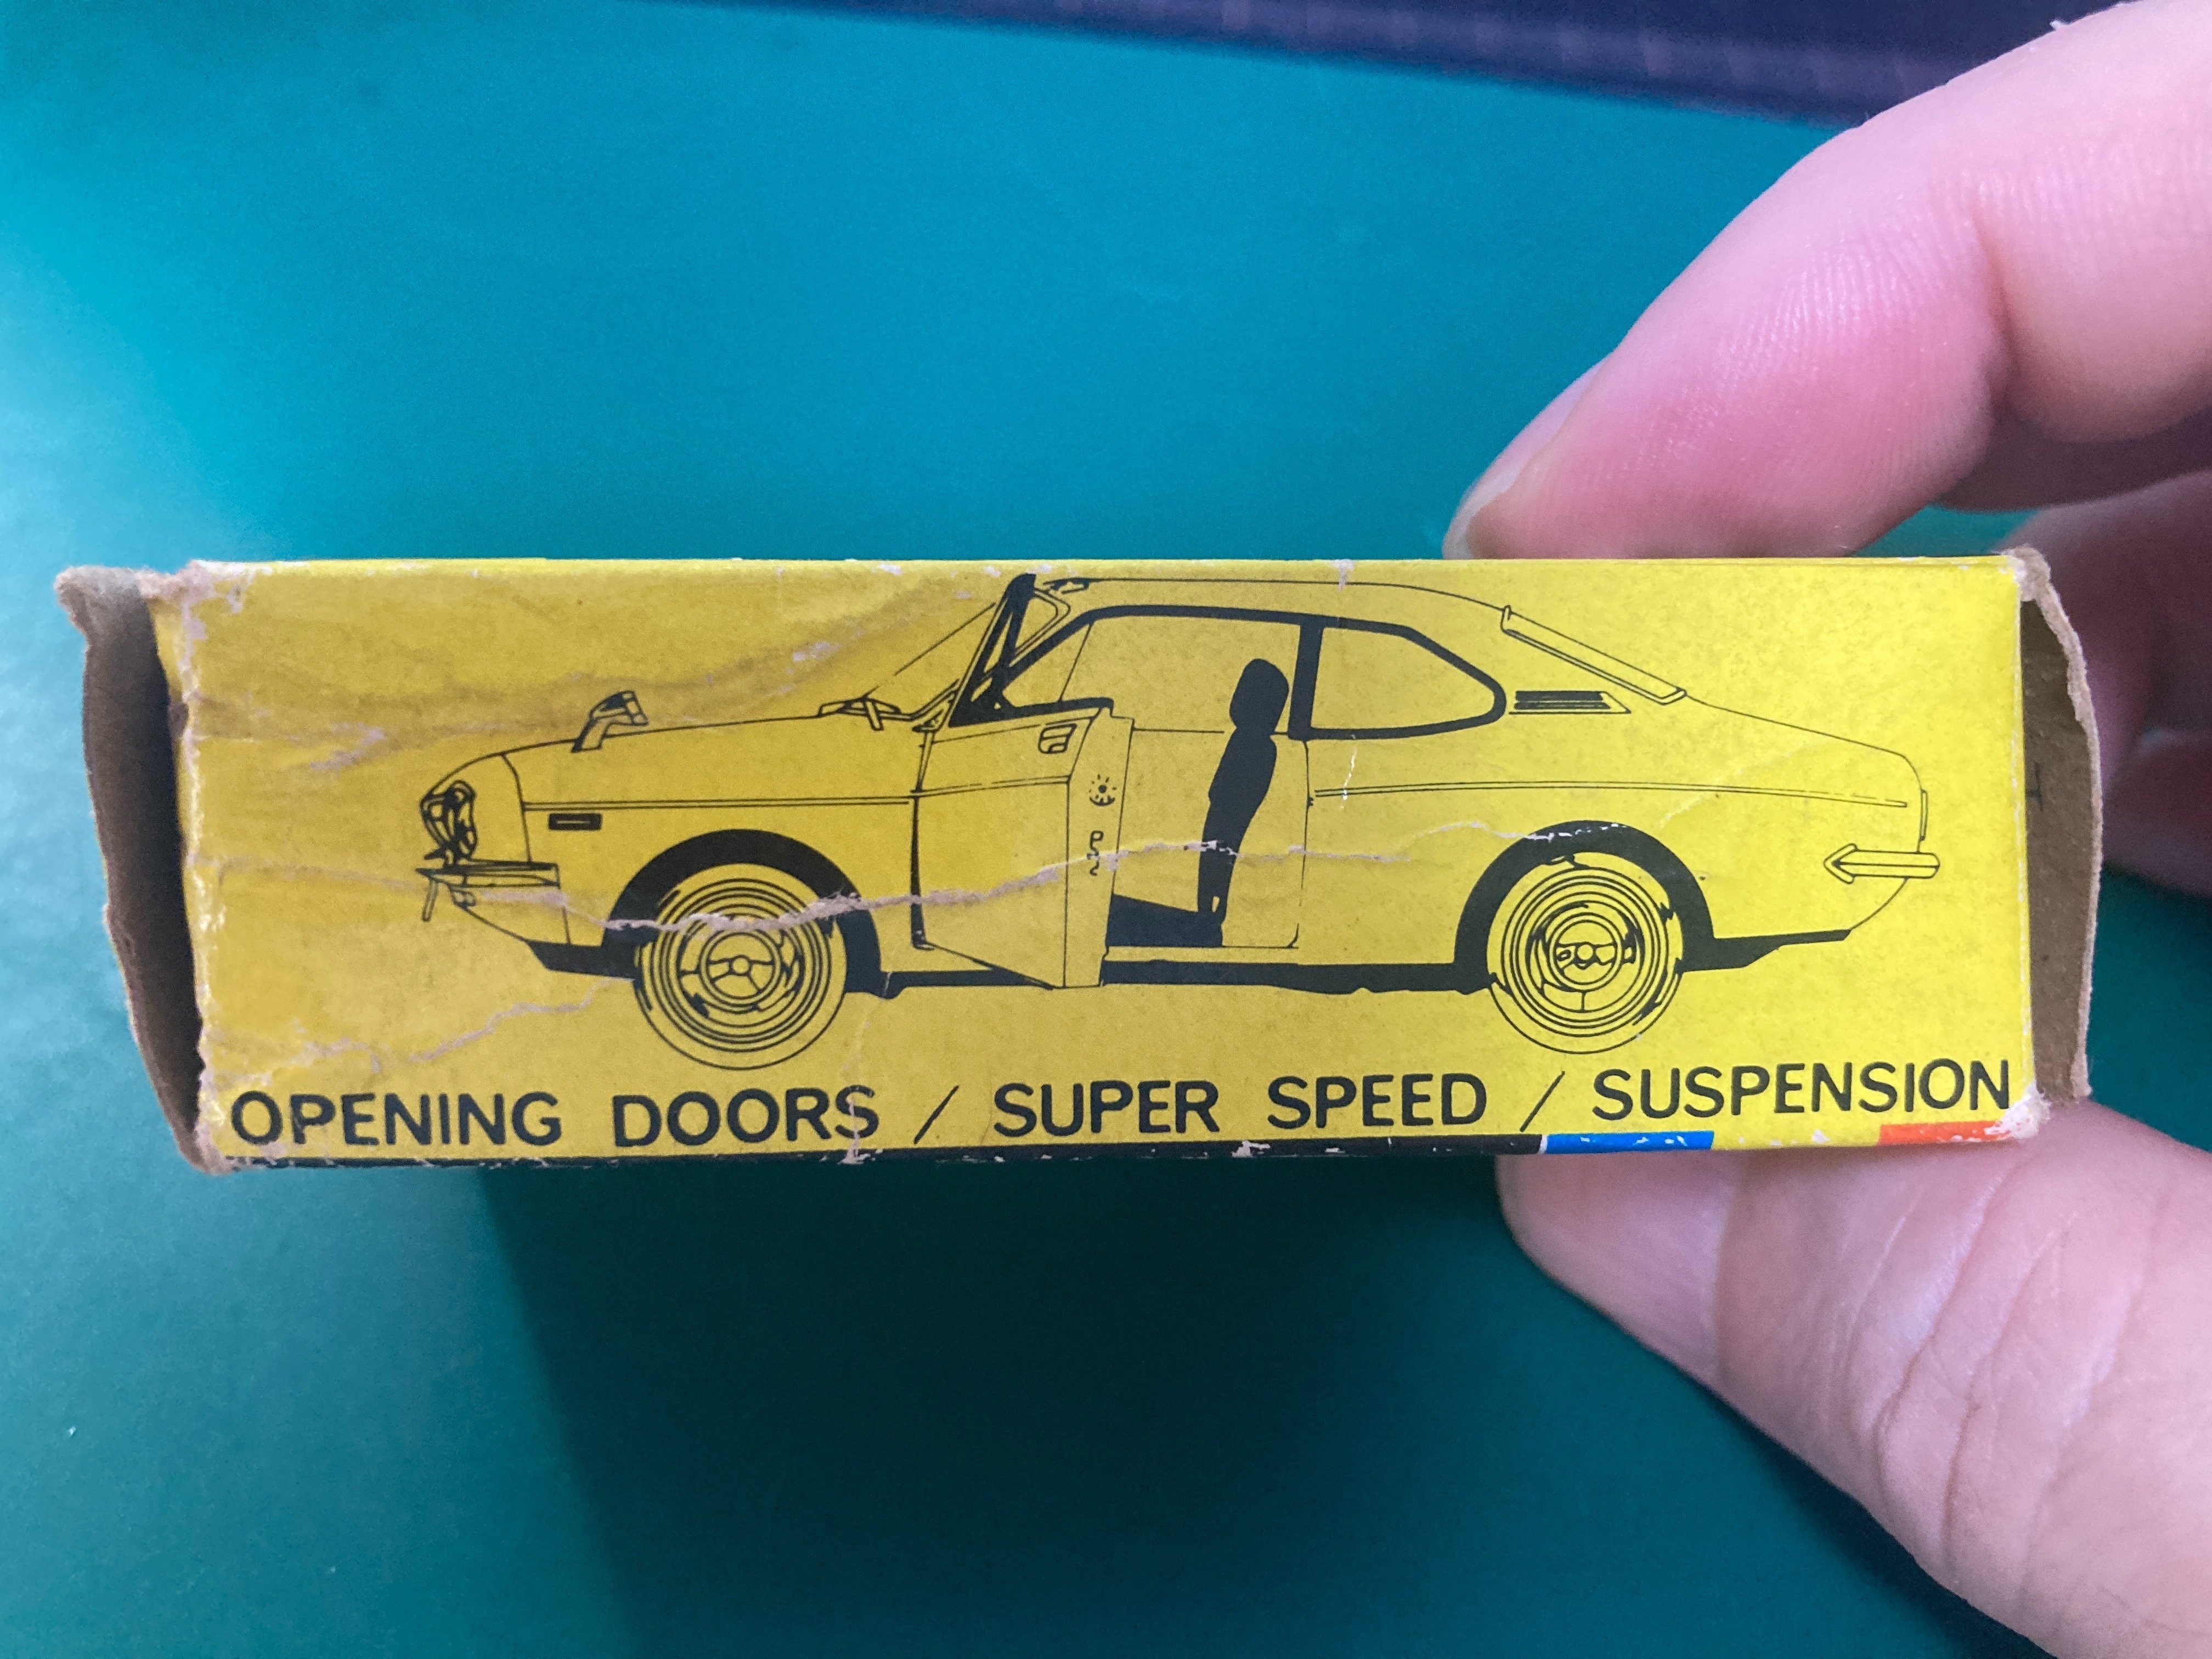 OPENING DOORS / SUPER SPEED / SUSPENSION